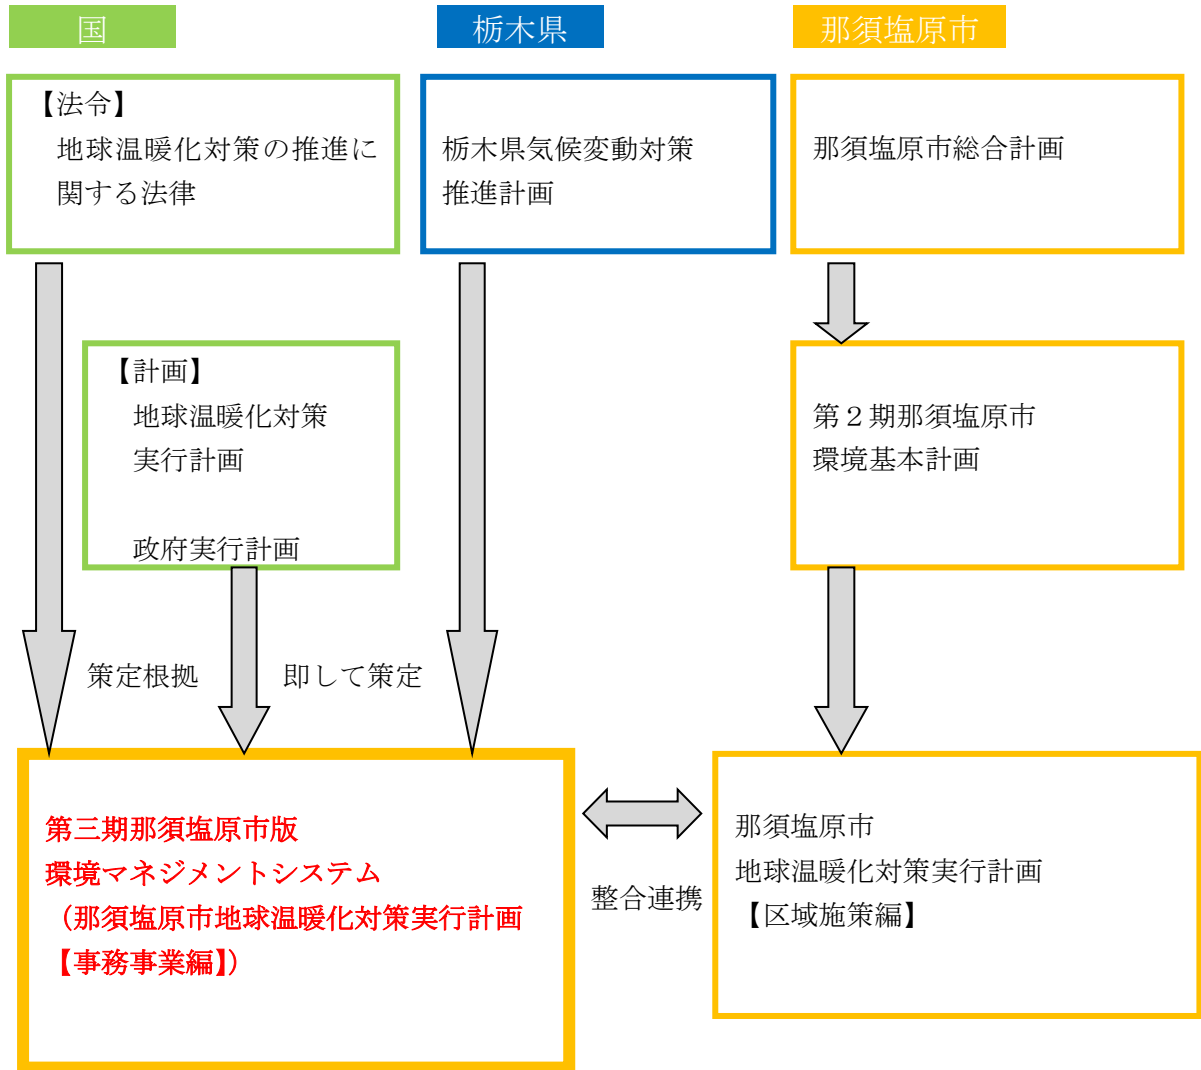 国
栃木県
那須塩原市
【法令】
地球温暖化対策の推進に
関する法律
栃木県気候変動対策
推進計画
那須塩原市総合計画
【計画】
地球温暖化対策
実行計画
政府実行計画
第２期那須塩原市
環境基本計画
策定根拠
即して策定
第三期那須塩原市版
環境マネジメントシステム
（那須塩原市地球温暖化対策実行計画
【事務事業編】）
整合連携
那須塩原市
地球温暖化対策実行計画
【区域施策編】